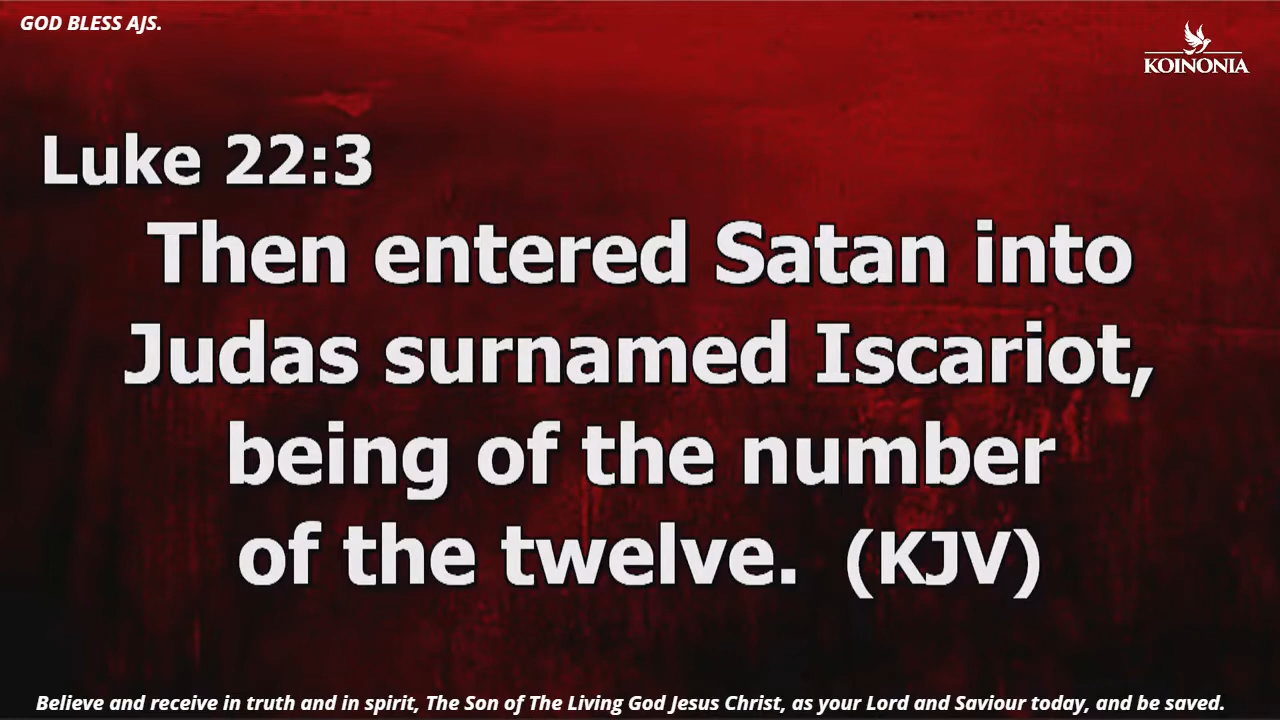 GOD BLESS AJS.
KOINONIA
Luke 22:3
Then entered Satan into
Judas surnamed Iscariot,
being of the number
of the twelve. (KJV)
Believe and receive in truth and in spirit, The Son of The Living God Jesus Christ, as your Lord and Saviour today, and be saved.